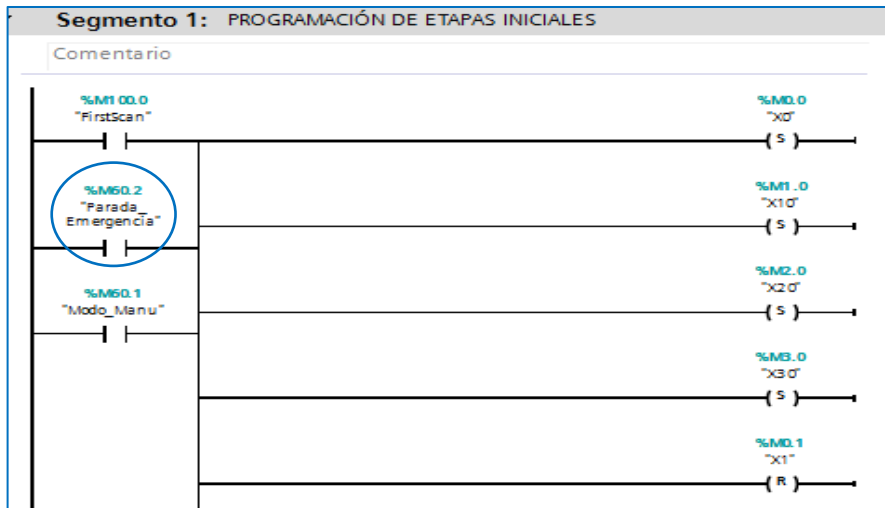 Segmento 1: PROGRAMACIÓN DE ETAPAS INICIALES
Comentario
%M100.0
"FirstScan"
%M0.0
"X0"
( S )
%M60.2
"Parada_
Emergencia"
%M1.0
"X10"
( S )
%M60.1
"Modo_Manu"
%M2.0
"X20"
( S )
%M3.0
"X30"
( S )
%M0.1
"X1"
( R )